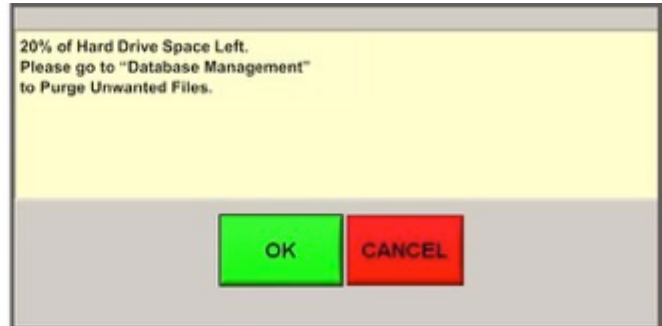 20% of Hard Drive Space Left.
Please go to “Database Management”
to Purge Unwanted Files.
OK
CANCEL